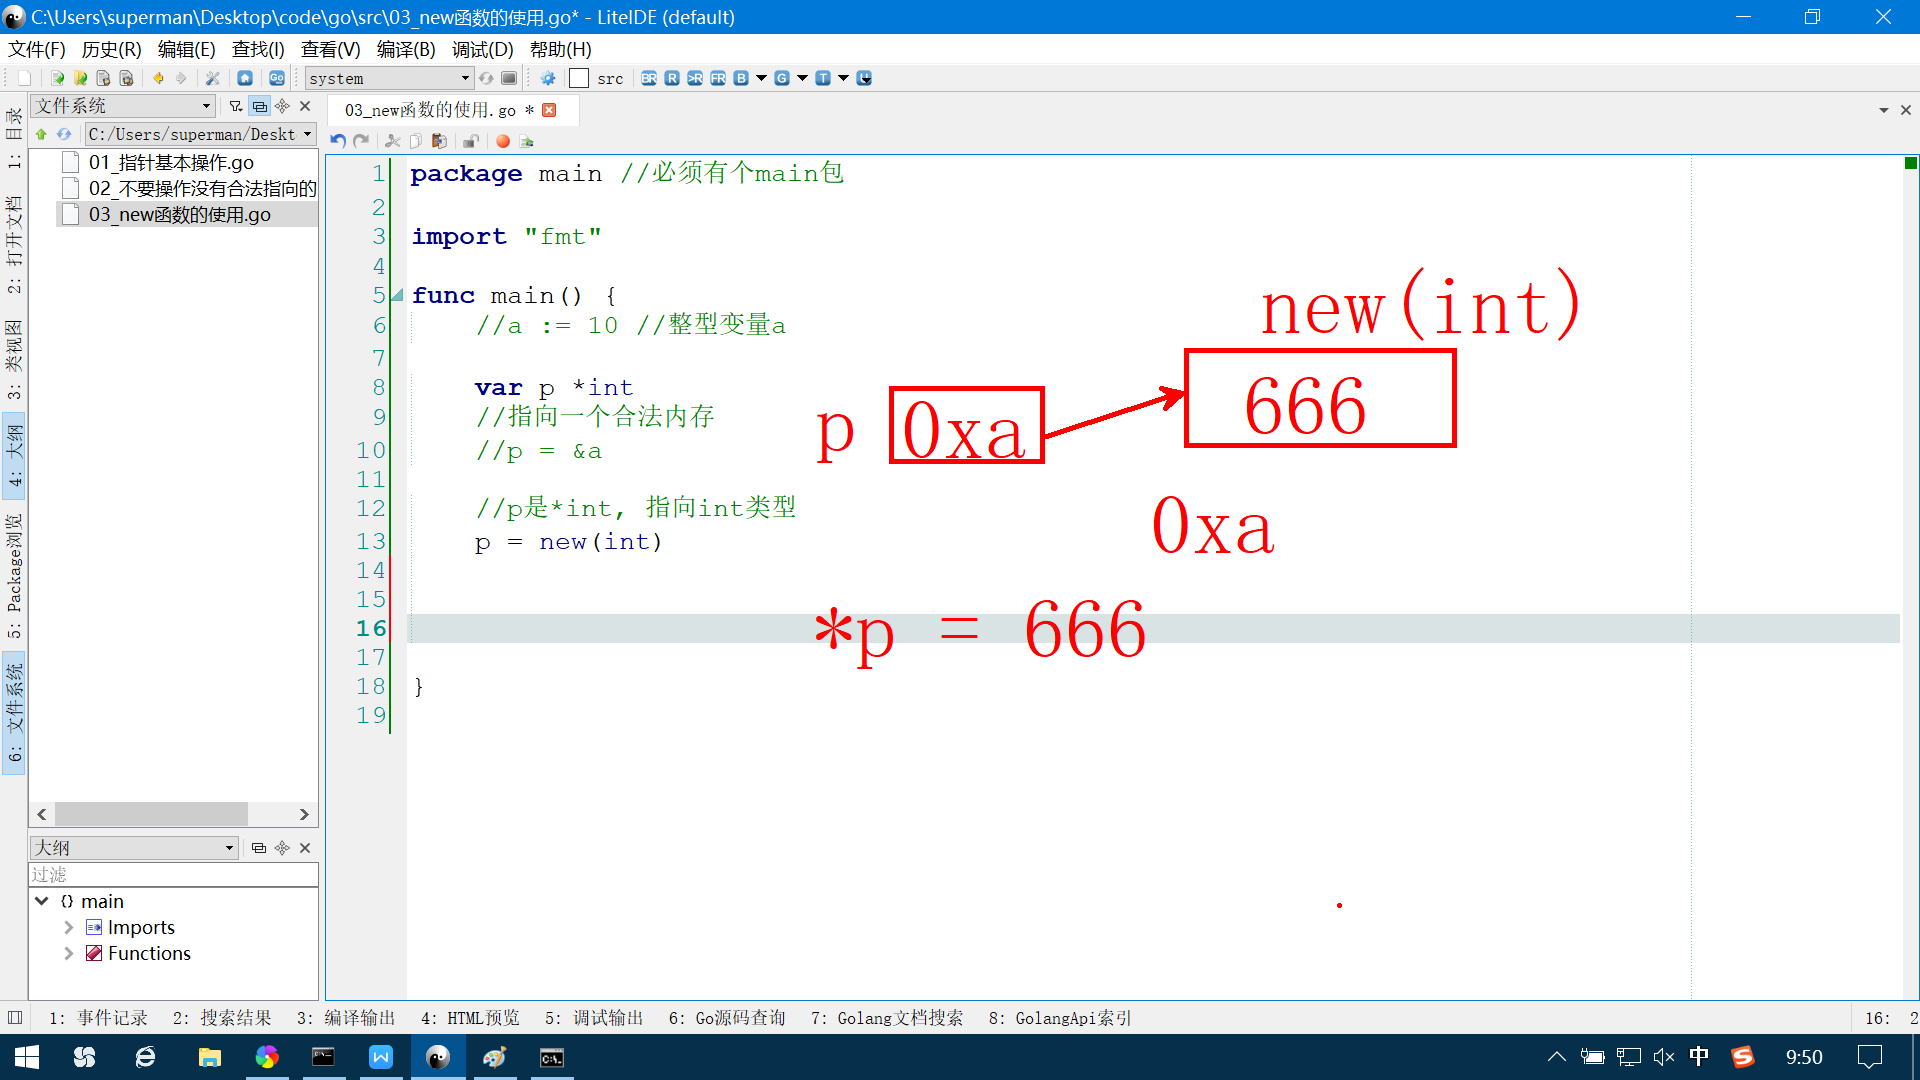 C:\Users\superman\Desktop\code\go\src\03_new函数的使用.go* - LiteIDE (default)
文件(F) 历史(R) 编辑(E) 查找(I) 查看(V) 编译(B) 调试(D) 帮助(H)
Go system src BR R >R FR B G T
文件系统
C:/Users/superman/Deskt
01_指针基本操作.go
02_不要操作没有合法指向的
03_new函数的使用.go
1: 目录
2: 打开文档
3: 类视图
4: 大纲
5: Package浏览
6: 文件系统
03_new函数的使用.go *
1 package main //必须有个main包
2
3 import "fmt"
4
5 func main() {
6 //a := 10 //整型变量a
7
8 var p *int
9 //指向一个合法内存
10 //p = &a
11
12 //p是*int, 指向int类型
13 p = new(int)
14
15
16
17
18 }
19
new(int)
p 0xa 666
0xa
*p = 666
大纲
过滤
{} main
Imports
Functions
1: 事件记录 2: 搜索结果 3: 编译输出 4: HTML预览 5: 调试输出 6: Go源码查询 7: Golang文档搜索 8: GolangApi索引 16: 2
中 9:50